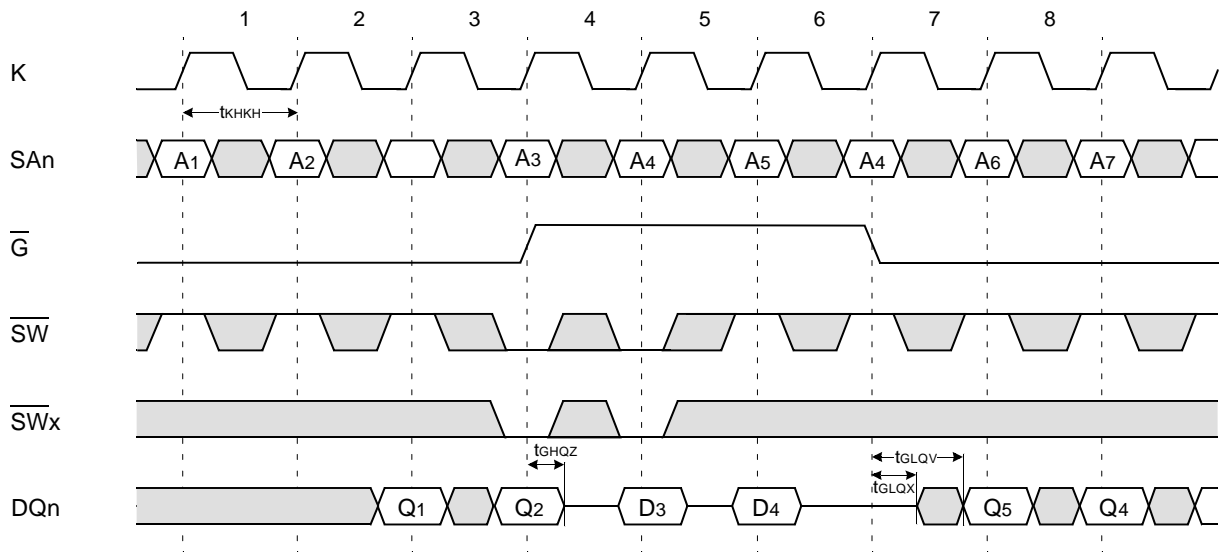 1 2 3 4 5 6 7 8
K
tKHKH
SAn A1 A2 A3 A4 A5 A4 A6 A7
G
SW
SWx
tGHQZ tGLQV
tGLQX
DQn Q1 Q2 D3 D4 Q5 Q4